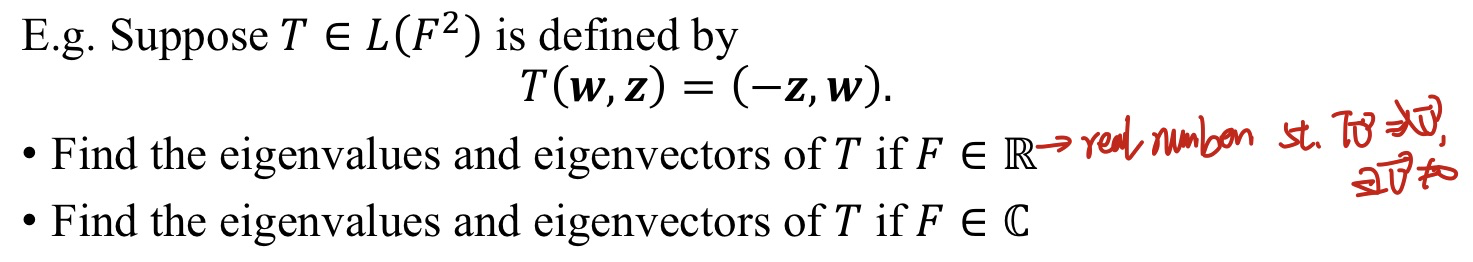 E.g. Suppose T ∈ L(F²) is defined by
T(w, z) = (−z, w).
• Find the eigenvalues and eigenvectors of T if F ∈ ℝ → real number st. Tv⃗ = λv⃗,
∃v⃗ ≠ 0
• Find the eigenvalues and eigenvectors of T if F ∈ ℂ